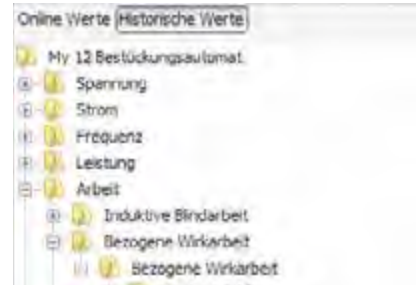 Online Werte Historische Werte
My 12 Bestückungsautomat
Spannung
Strom
Frequenz
Leistung
Arbeit
Induktive Blindarbeit
Bezogene Wirkarbeit
Bezogene Wirkarbeit